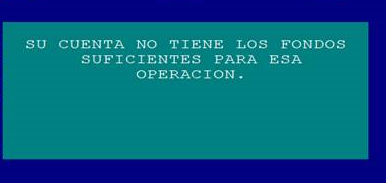 SU CUENTA NO TIENE LOS FONDOS
SUFICIENTES PARA ESA
OPERACION.